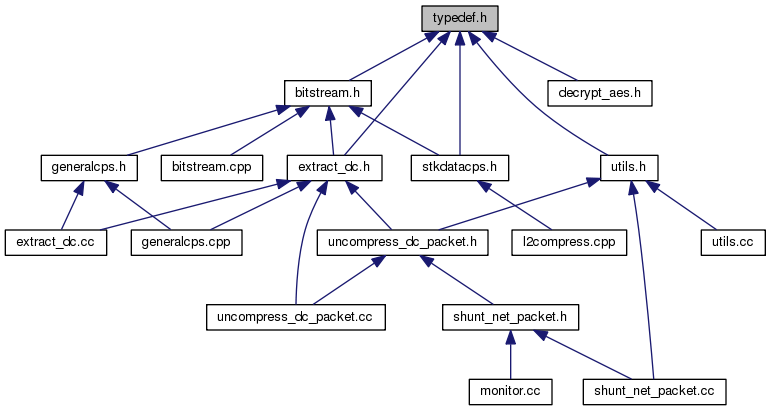 typedef.h
bitstream.h
decrypt_aes.h
generalcps.h
bitstream.cpp
extract_dc.h
stkdatacps.h
utils.h
extract_dc.cc
generalcps.cpp
uncompress_dc_packet.h
l2compress.cpp
utils.cc
uncompress_dc_packet.cc
shunt_net_packet.h
monitor.cc
shunt_net_packet.cc